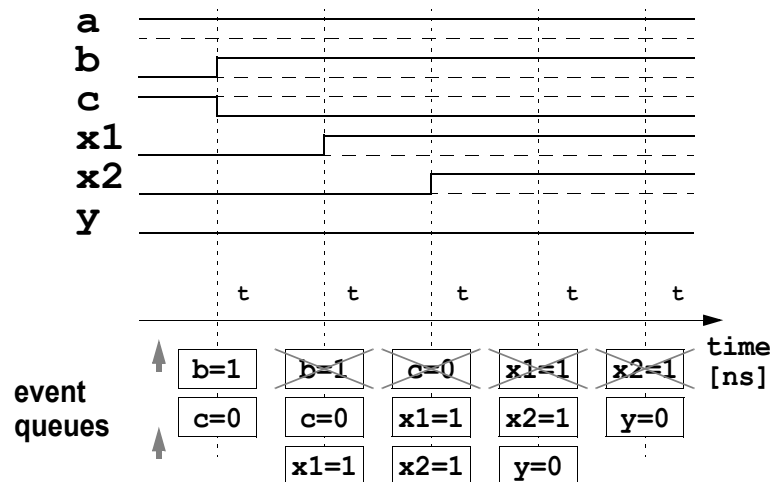 a
b
c
x1
x2
y
t t t t t
time
[ns]
event
queues
b=1 b=1 c=0 x1=1 x2=1
c=0 c=0 x1=1 x2=1 y=0
x1=1 x2=1 y=0